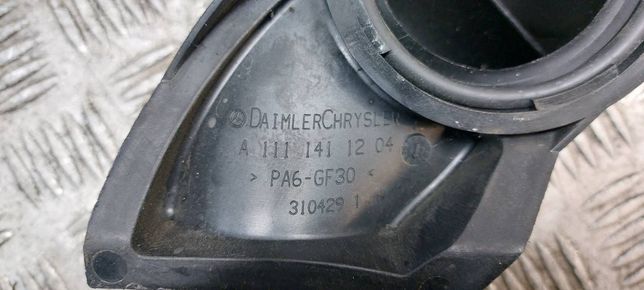 DAIMLERCHRYSLER
A 111 141 12 04
> PA6-GF30 <
310429 1